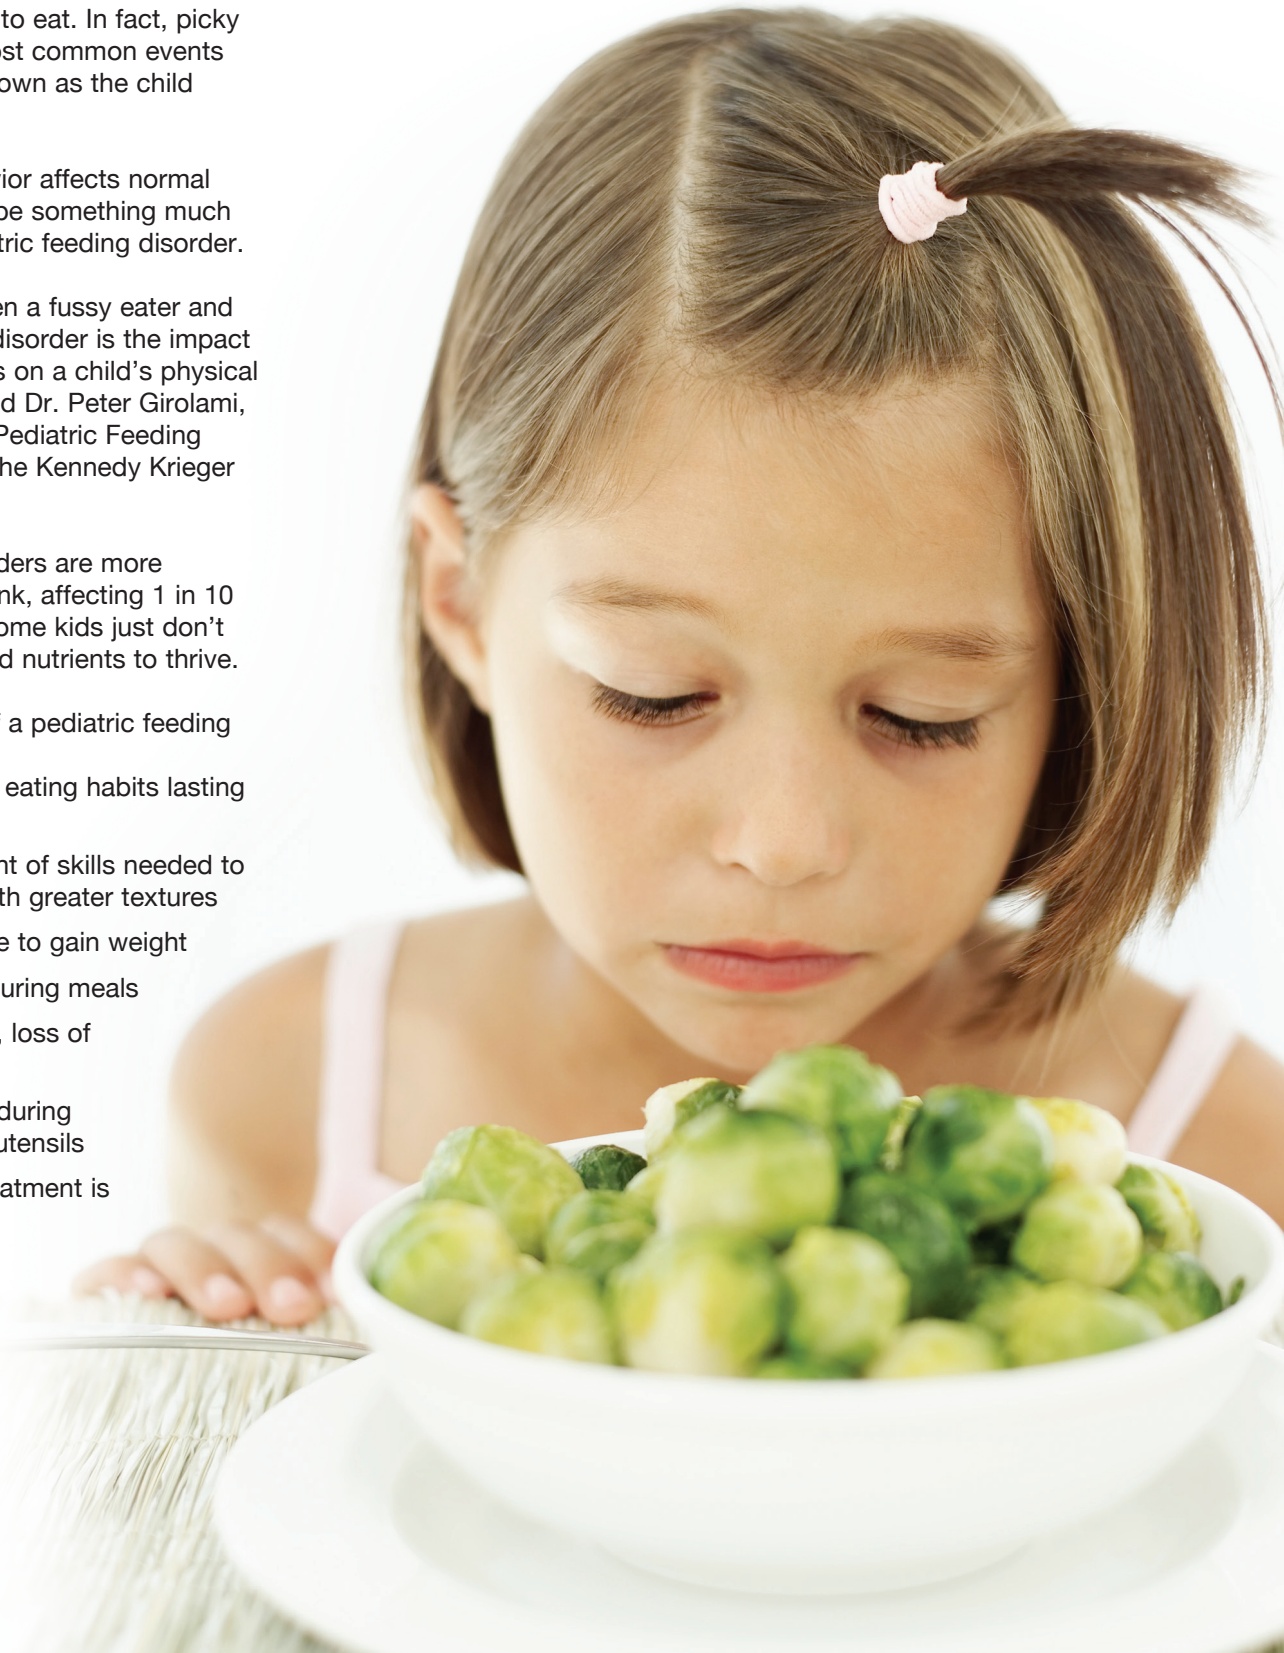 to eat. In fact, picky
st common events
own as the child
ior affects normal
be something much
tric feeding disorder.
en a fussy eater and
disorder is the impact
s on a child's physical
d Dr. Peter Girolami,
Pediatric Feeding
he Kennedy Krieger
ders are more
nk, affecting 1 in 10
ome kids just don't
d nutrients to thrive.
f a pediatric feeding
eating habits lasting
nt of skills needed to
th greater textures
e to gain weight
uring meals
, loss of
during
utensils
atment is